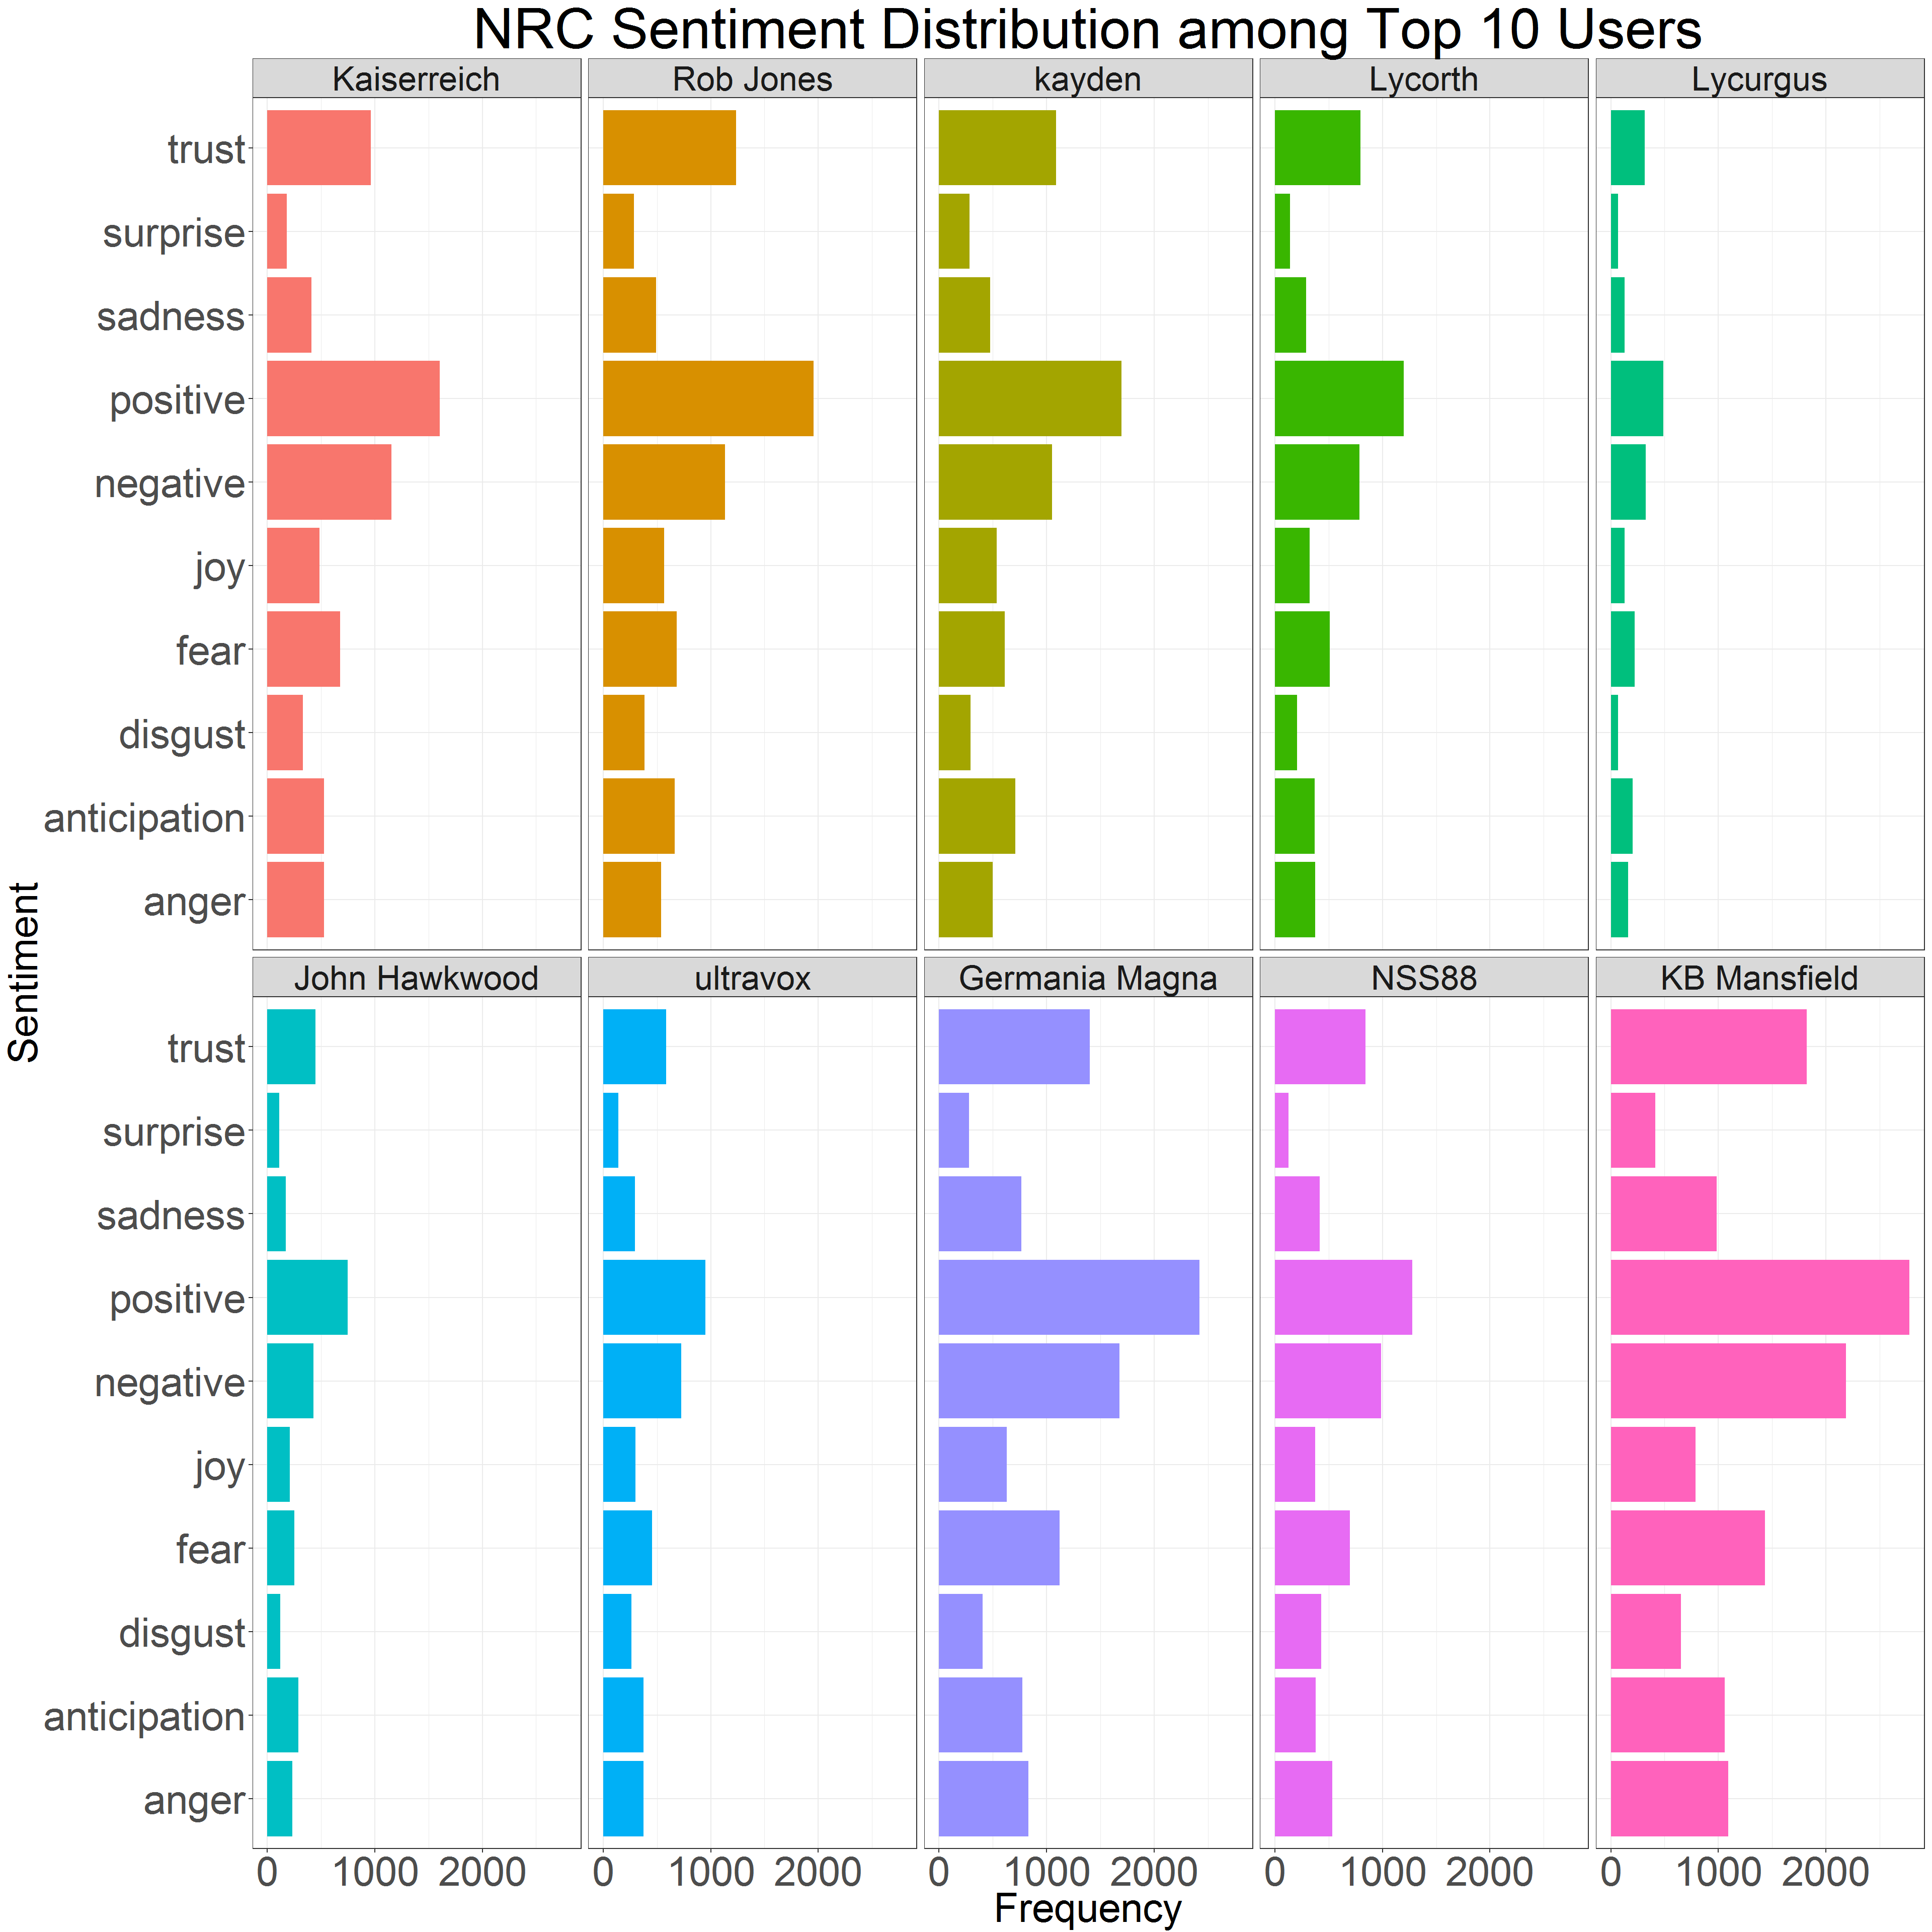 NRC Sentiment Distribution among Top 10 Users
Kaiserreich Rob Jones kayden Lycorth Lycurgus
trust
surprise
sadness
positive
negative
joy
fear
disgust
anticipation
anger
Sentiment
John Hawkwood ultravox Germania Magna NSS88 KB Mansfield
trust
surprise
sadness
positive
negative
joy
fear
disgust
anticipation
anger
0 1000 2000 0 1000 2000 0 1000 2000 0 1000 2000 0 1000 2000
Frequency